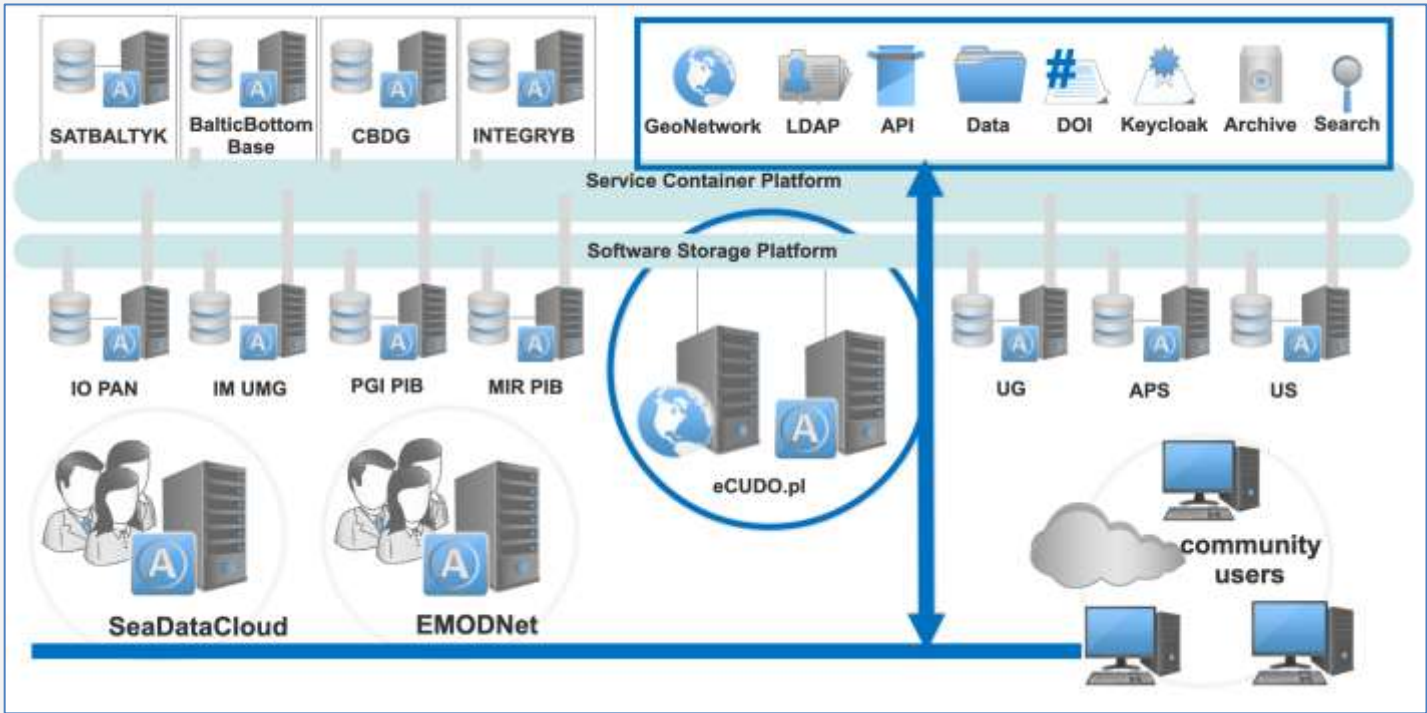 SATBALTYK
BalticBottom
Base
CBDG
INTEGRYB
GeoNetwork
LDAP
API
Data
#
DOI
Keycloak
Archive
Search
Service Container Platform
Software Storage Platform
A
A
A
A
A
A
A
A
A
A
A
A
IO PAN
IM UMG
PGI PIB
MIR PIB
UG
APS
US
eCUDO.pl
A
A
SeaDataCloud
EMODNet
community
users